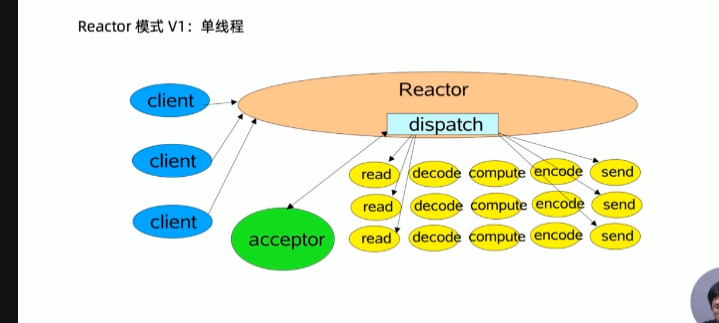 Reactor 模式 V1：单线程
Reactor
client
dispatch
client
read decode compute encode send
client
read decode compute encode send
acceptor
read decode compute encode send